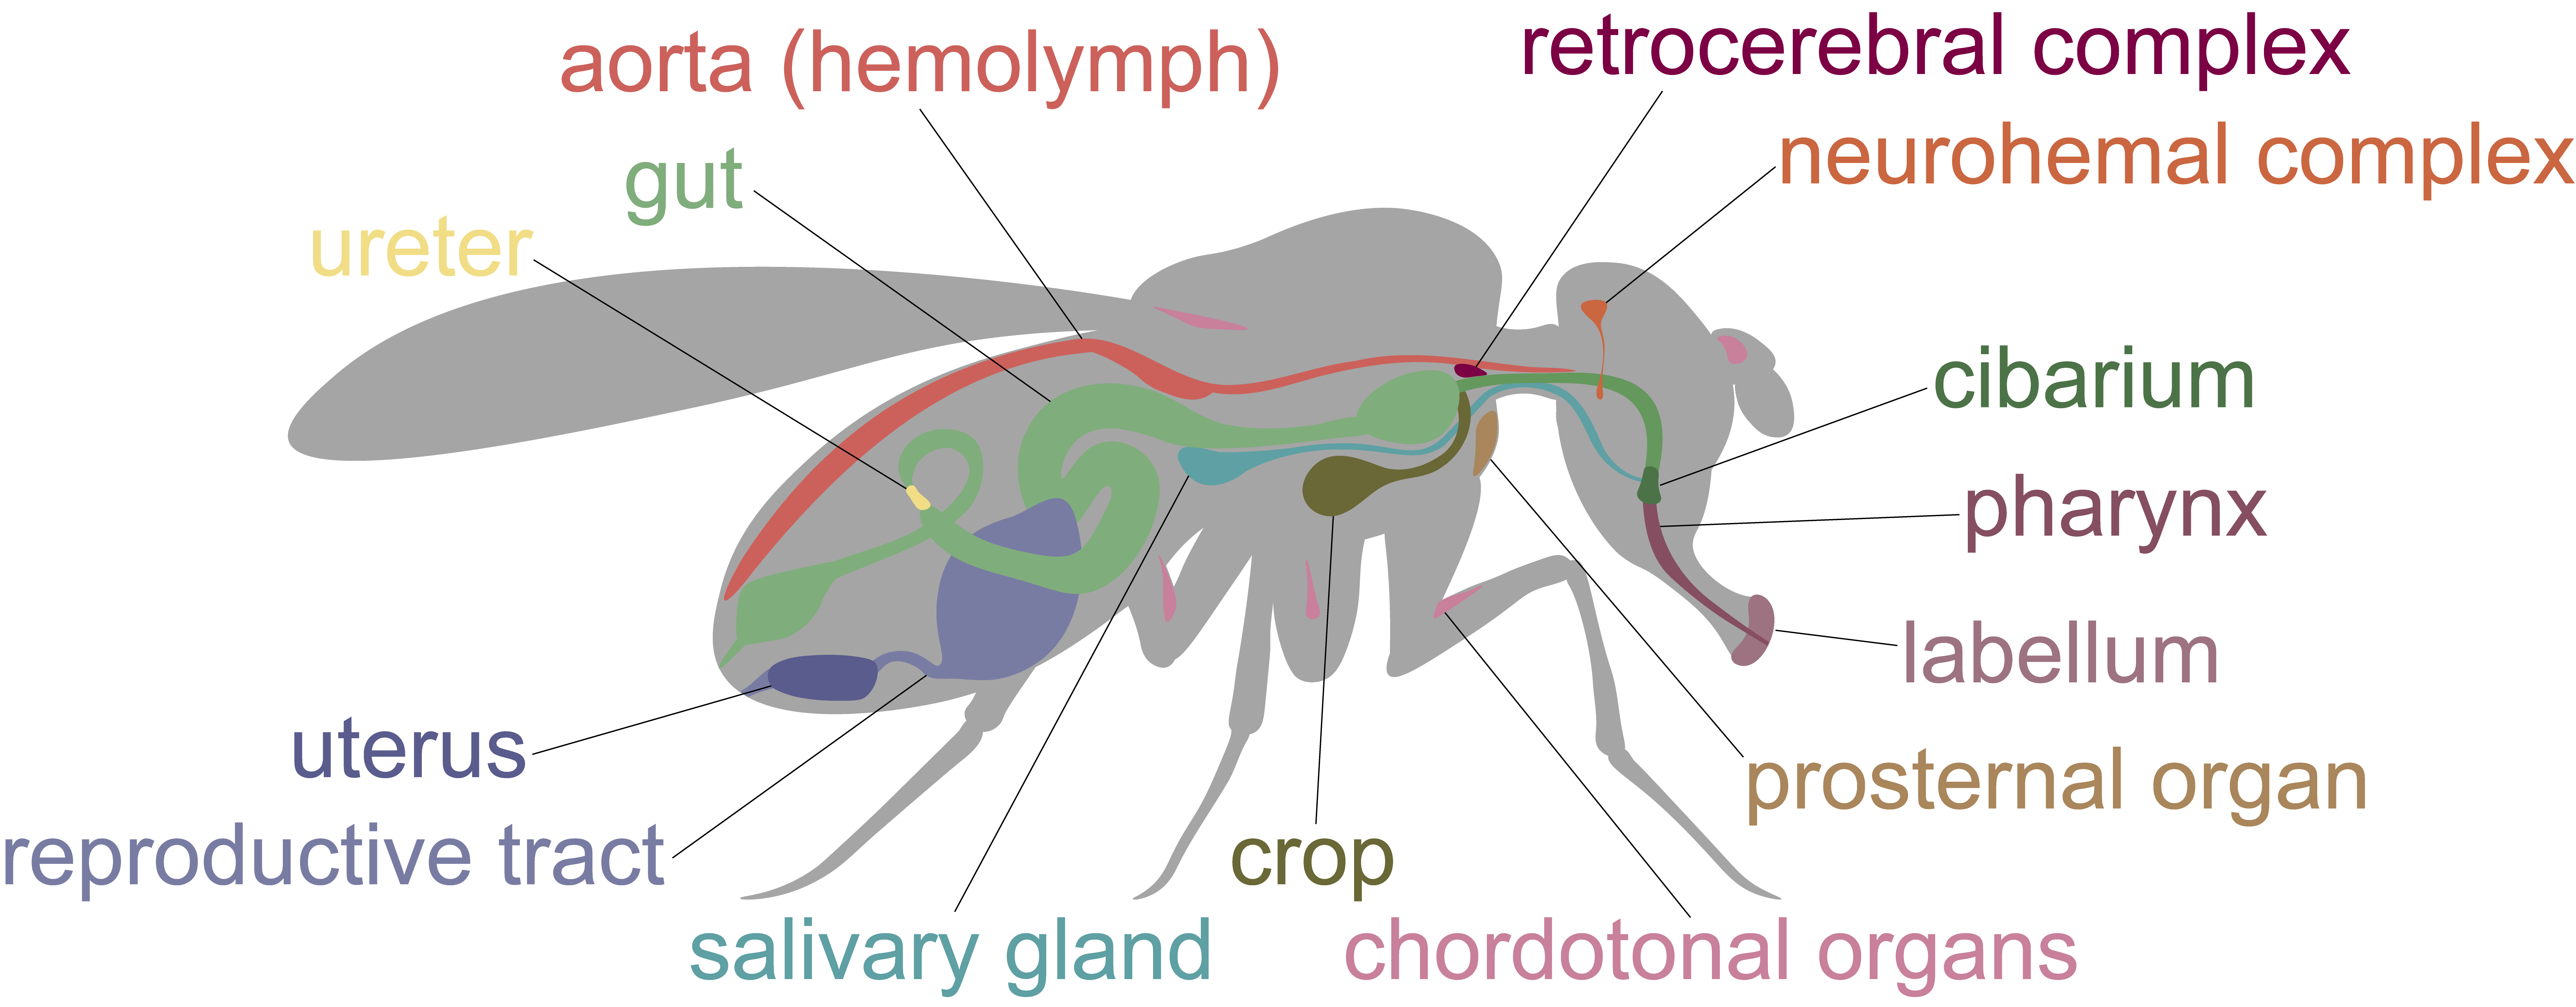 aorta (hemolymph)
retrocerebral complex
gut
neurohemal complex
ureter
cibarium
pharynx
labellum
uterus
prosternal organ
reproductive tract
crop
salivary gland
chordotonal organs